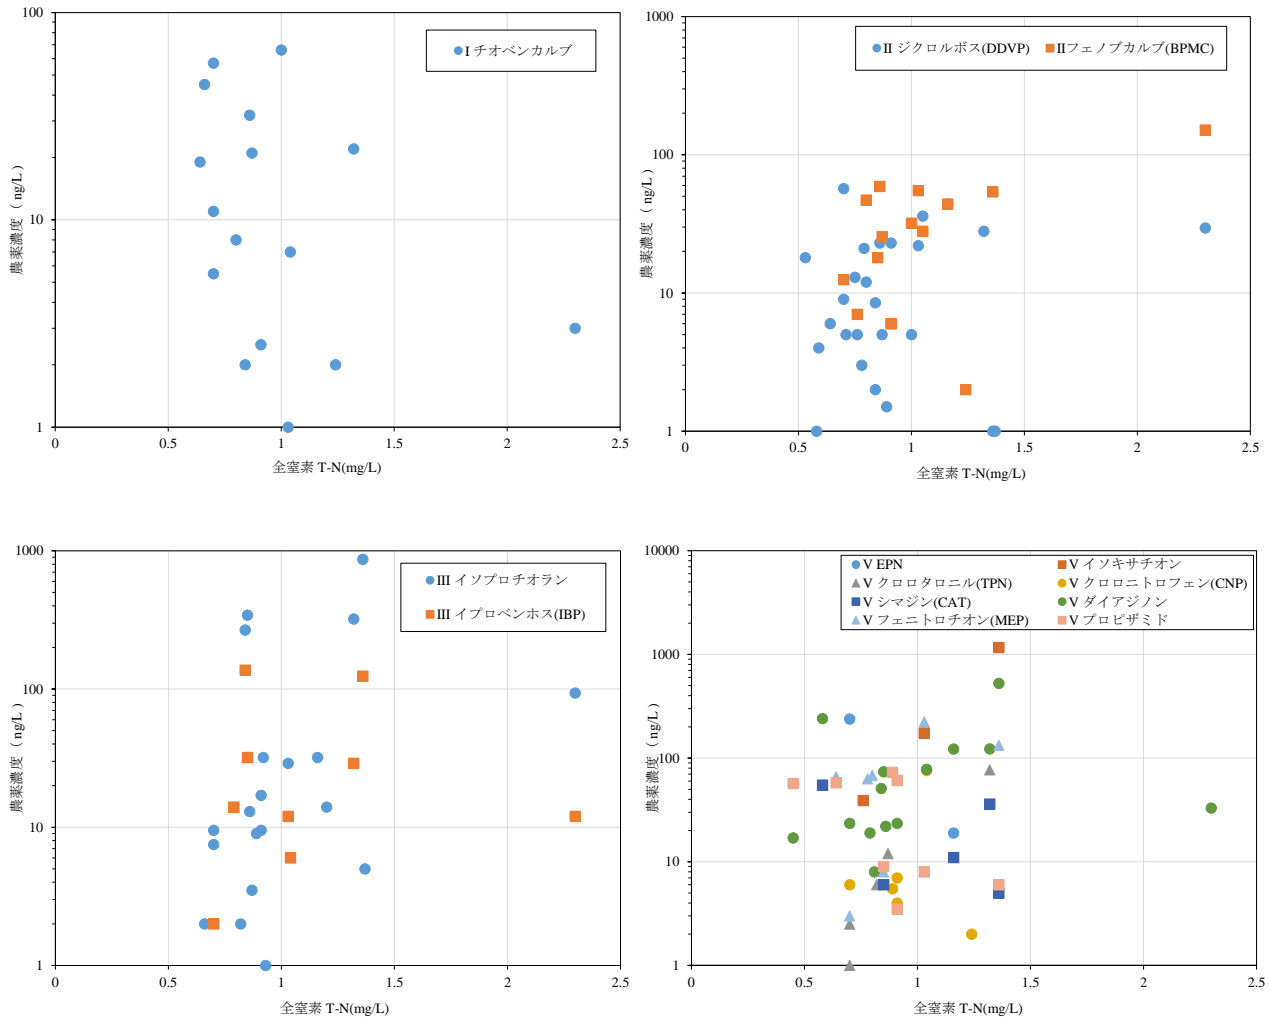 100
10
1
0
0.5
1
1.5
2
2.5
農薬濃度（ng/L）
全窒素 T-N(mg/L)
I チオベンカルブ
1000
100
10
1
0
0.5
1
1.5
2
2.5
農薬濃度（ng/L）
全窒素 T-N(mg/L)
II ジクロルボス(DDVP)
IIフェノブカルブ(BPMC)
1000
100
10
1
0
0.5
1
1.5
2
2.5
農薬濃度（ng/L）
全窒素 T-N(mg/L)
III イソプロチオラン
III イプロベンホス(IBP)
10000
1000
100
10
1
0
0.5
1
1.5
2
2.5
農薬濃度（ng/L）
全窒素 T-N(mg/L)
V EPN
V イソキサチオン
V クロロタロニル(TPN)
V クロロニトロフェン(CNP)
V シマジン(CAT)
V ダイアジノン
V フェニトロチオン(MEP)
V プロピザミド